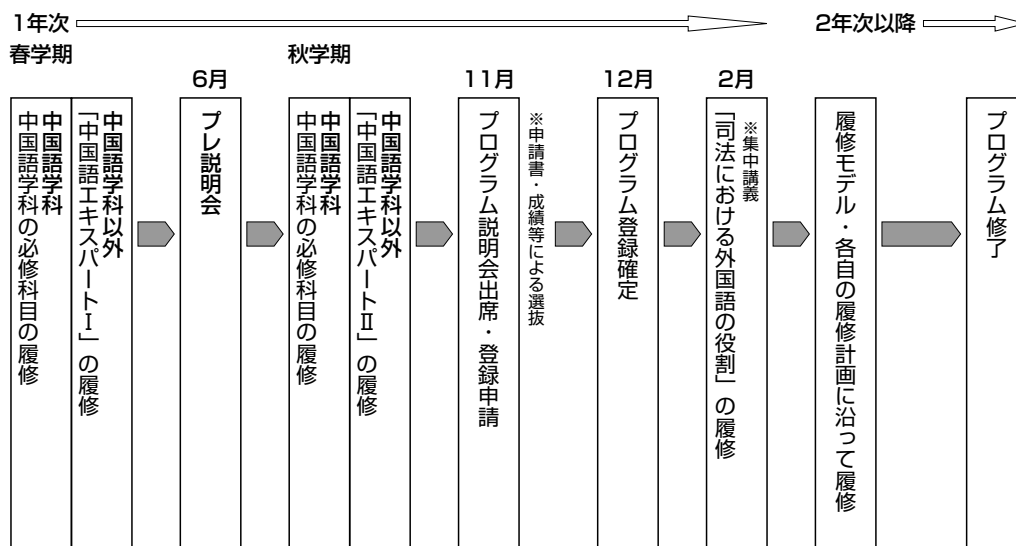 1年次
2年次以降
春学期
秋学期
6月
11月
12月
2月
中国語学科
中国語学科の必修科目の履修
中国語学科以外
「中国語エキスパートⅠ」の履修
プレ説明会
中国語学科
中国語学科の必修科目の履修
中国語学科以外
「中国語エキスパートⅡ」の履修
プログラム説明会出席・登録申請
※申請書・成績等による選抜
プログラム登録確定
※集中講義
「司法における外国語の役割」の履修
履修モデル・各自の履修計画に沿って履修
プログラム修了